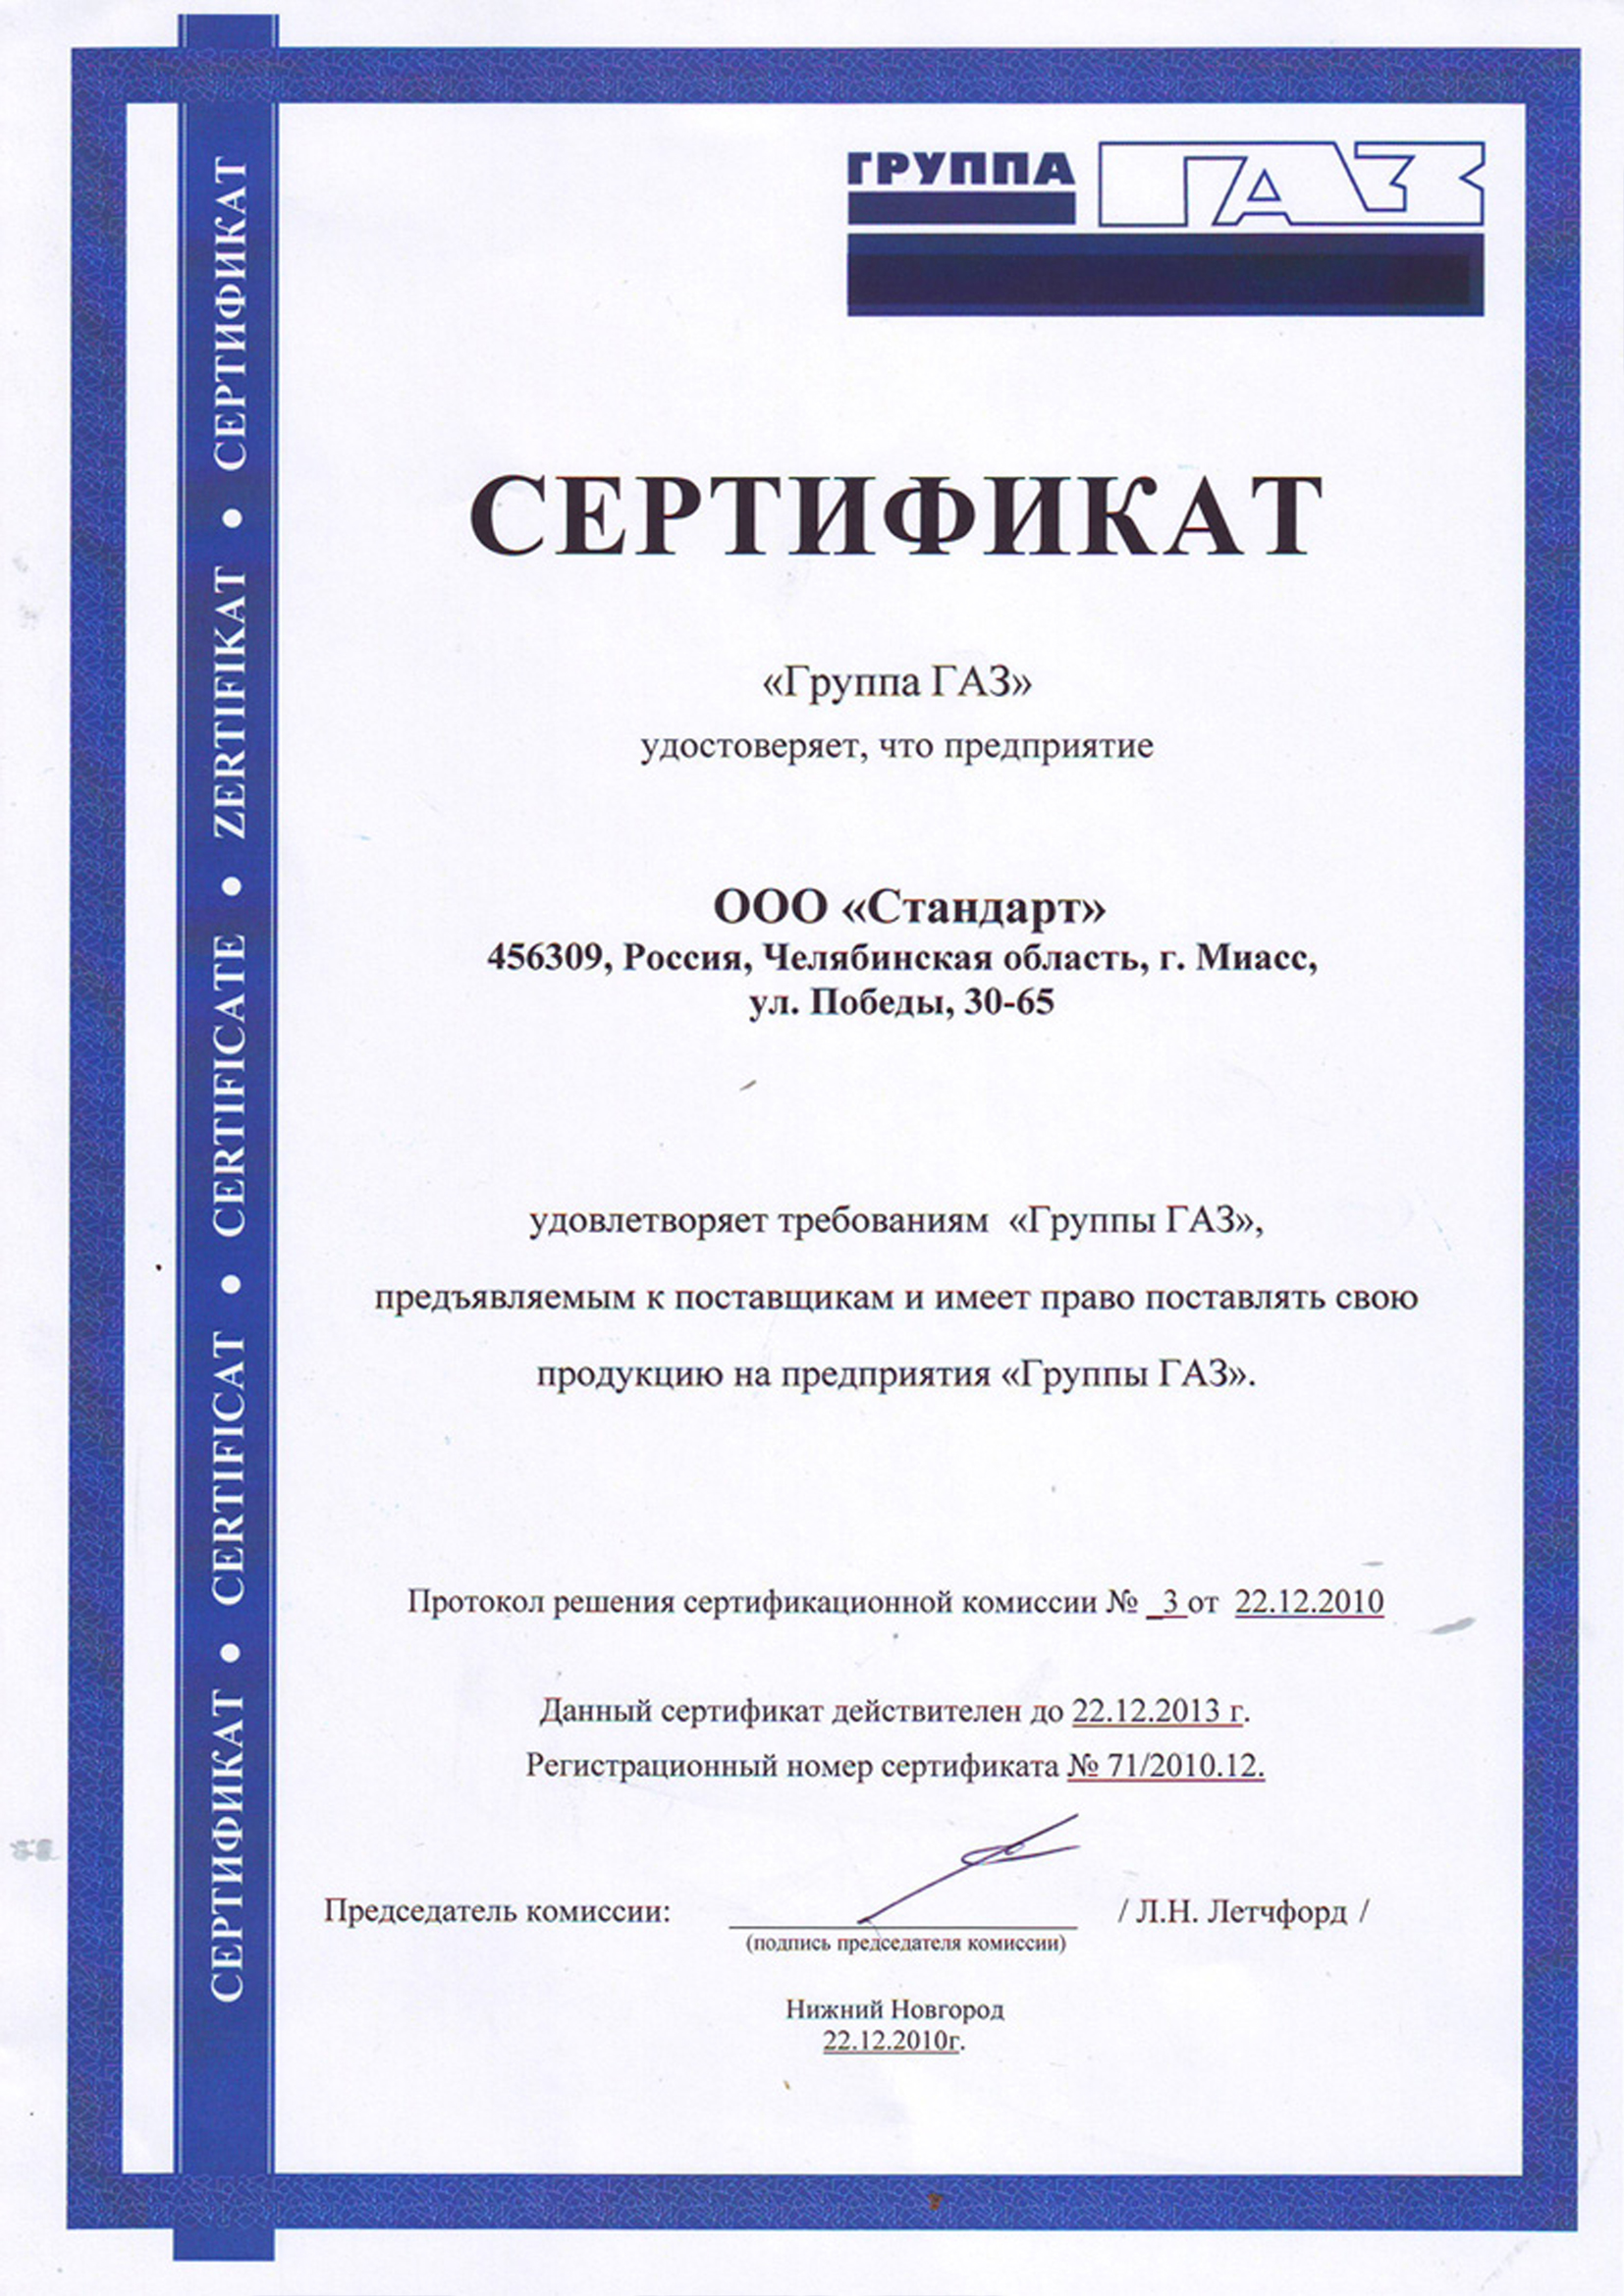 ГРУППА ГАЗ
СЕРТИФИКАТ • CERTIFICAT • CERTIFICATE • ZERTIFIKAT • СЕРТИФИКАТ
СЕРТИФИКАТ
«Группа ГАЗ»
удостоверяет, что предприятие
ООО «Стандарт»
456309, Россия, Челябинская область, г. Миасс,
ул. Победы, 30-65
удовлетворяет требованиям «Группы ГАЗ»,
предъявляемым к поставщикам и имеет право поставлять свою
продукцию на предприятия «Группы ГАЗ».
Протокол решения сертификационной комиссии № _3 от 22.12.2010
Данный сертификат действителен до 22.12.2013 г.
Регистрационный номер сертификата № 71/2010.12.
Председатель комиссии: / Л.Н. Летчфорд /
(подпись председателя комиссии)
Нижний Новгород
22.12.2010г.